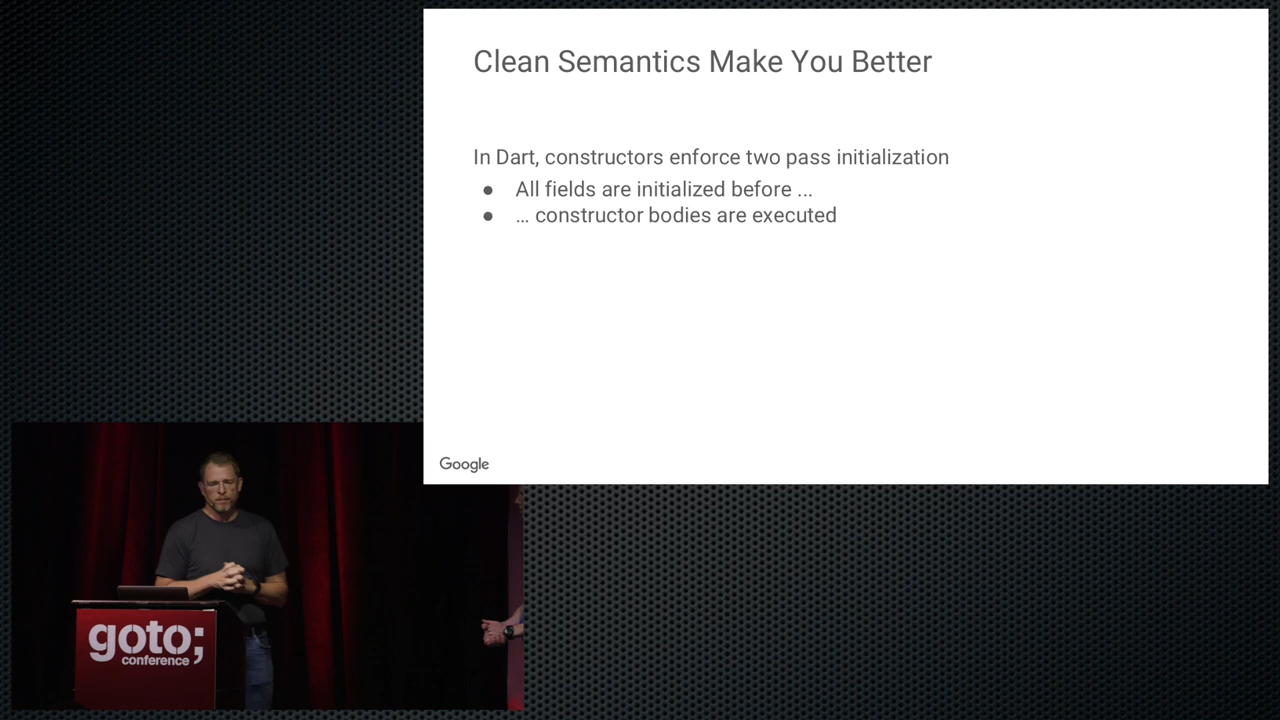 Clean Semantics Make You Better
In Dart, constructors enforce two pass initialization
● All fields are initialized before ...
● … constructor bodies are executed
Google
goto;
conference